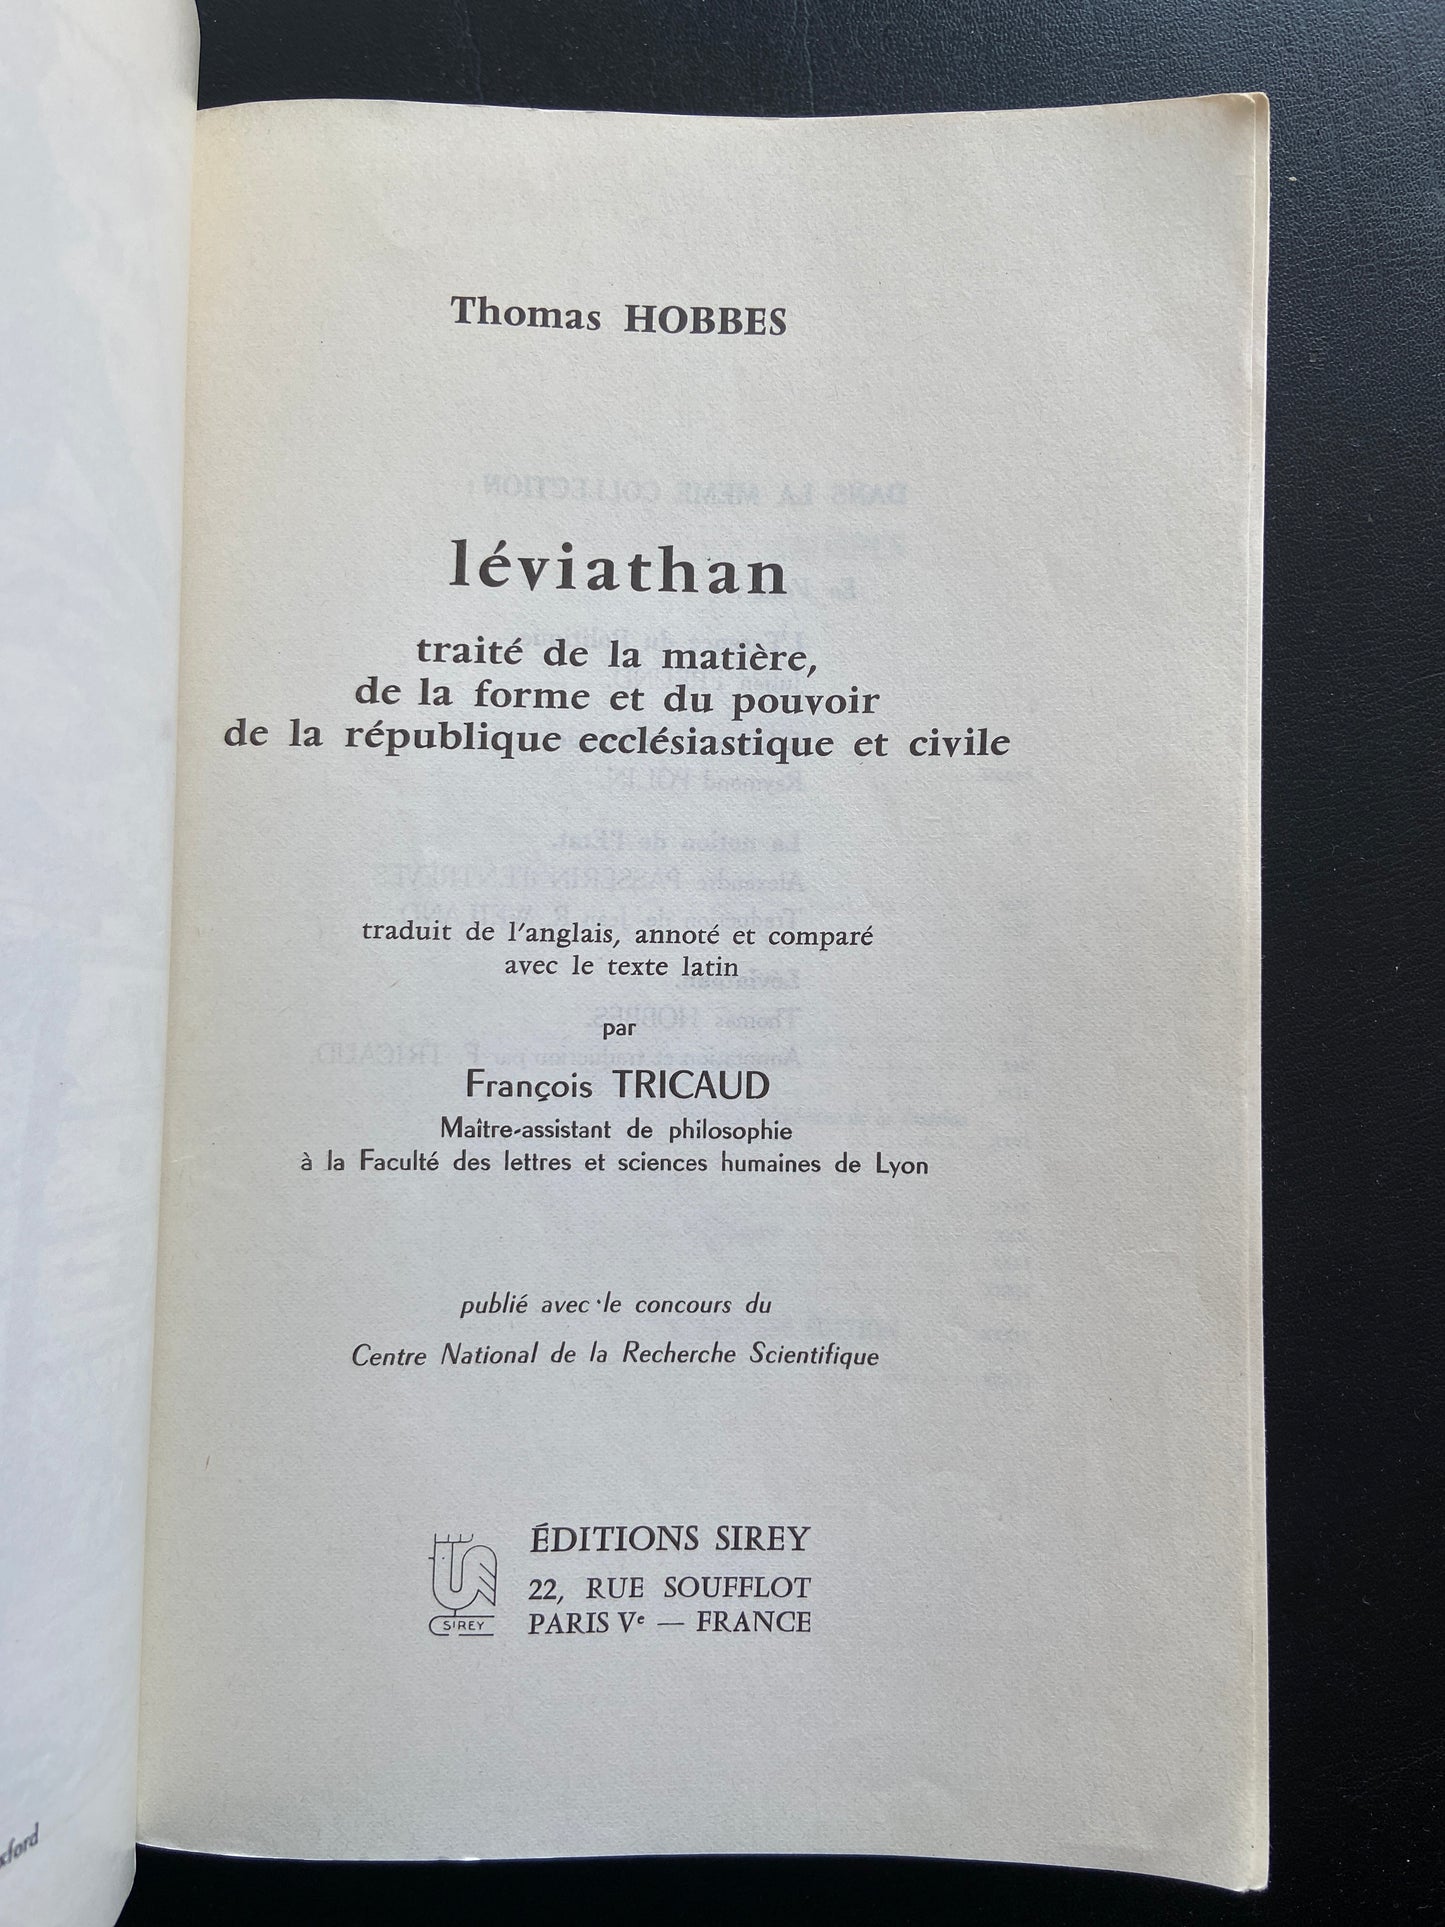 Thomas HOBBES
léviathan
traité de la matière,
de la forme et du pouvoir
de la république ecclésiastique et civile
traduit de l'anglais, annoté et comparé
avec le texte latin
par
François TRICAUD
Maître-assistant de philosophie
à la Faculté des lettres et sciences humaines de Lyon
publié avec le concours du
Centre National de la Recherche Scientifique
SIREY
ÉDITIONS SIREY
22, RUE SOUFFLOT
PARIS Vᵉ — FRANCE